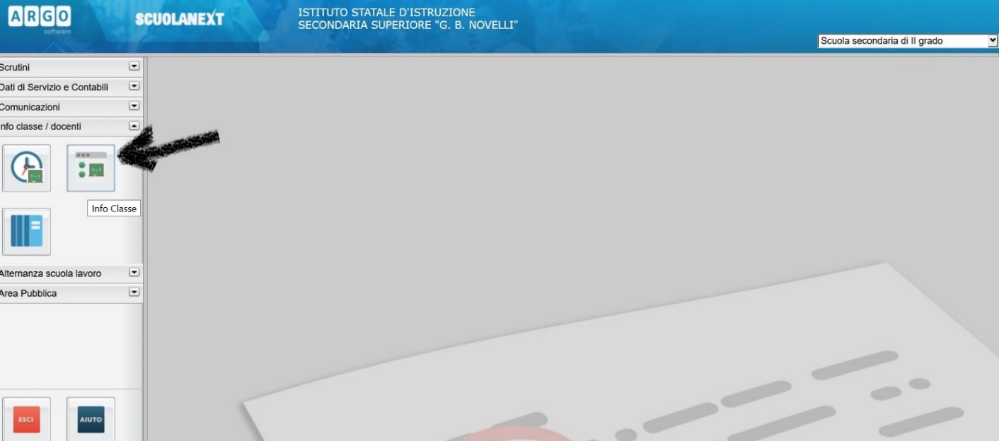 ARGO
software
SCUOLANEXT
ISTITUTO STATALE D'ISTRUZIONE
SECONDARIA SUPERIORE "G. B. NOVELLI"
Scuola secondaria di II grado
Scrutini
Dati di Servizio e Contabili
Comunicazioni
nfo classe / docenti
Info Classe
Alternanza scuola lavoro
Area Pubblica
ESCI
AIUTO